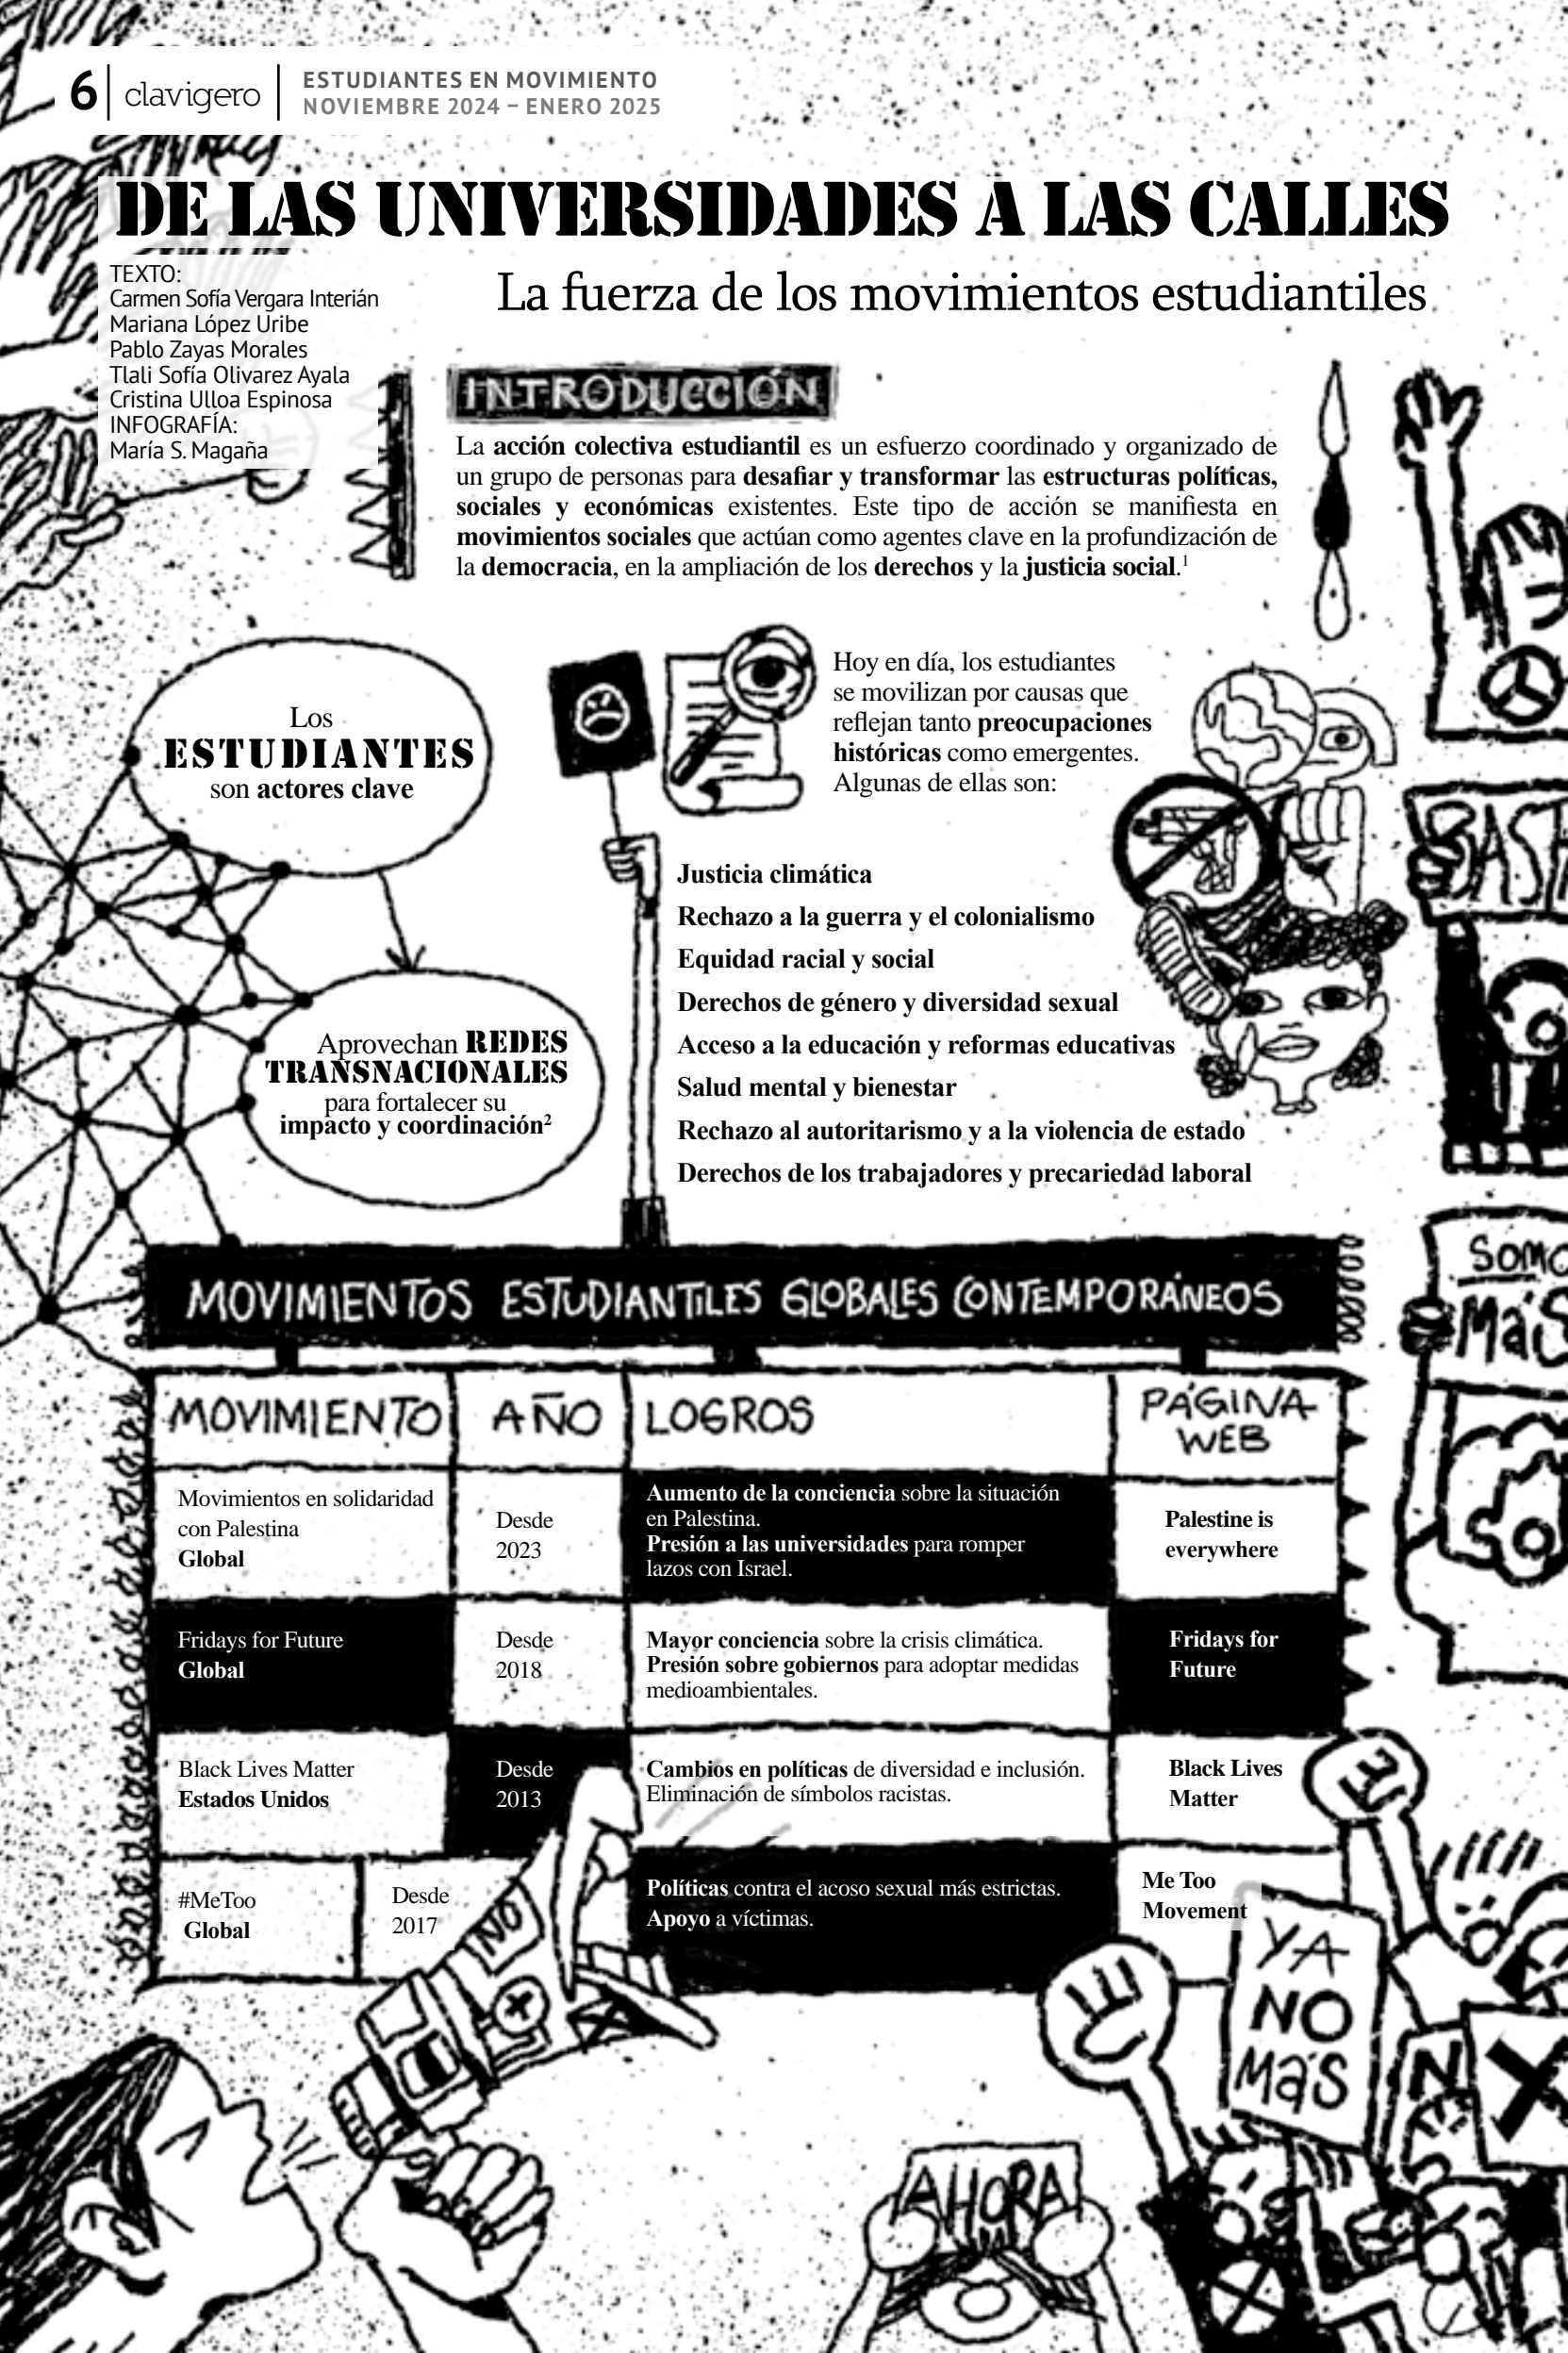 6 clavigero
ESTUDIANTES EN MOVIMIENTO
NOVIEMBRE 2024 – ENERO 2025
DE LAS UNIVERSIDADES A LAS CALLES
La fuerza de los movimientos estudiantiles
TEXTO:
Carmen Sofía Vergara Interián
Mariana López Uribe
Pablo Zayas Morales
Tlali Sofía Olivarez Ayala
Cristina Ulloa Espinosa
INFOGRAFÍA:
María S. Magaña
INTRODUCCIÓN
La acción colectiva estudiantil es un esfuerzo coordinado y organizado de
un grupo de personas para desafiar y transformar las estructuras políticas,
sociales y económicas existentes. Este tipo de acción se manifiesta en
movimientos sociales que actúan como agentes clave en la profundización de
la democracia, en la ampliación de los derechos y la justicia social.¹
Los
ESTUDIANTES
son actores clave
Aprovechan REDES
TRANSNACIONALES
para fortalecer su
impacto y coordinación²
Hoy en día, los estudiantes
se movilizan por causas que
reflejan tanto preocupaciones
históricas como emergentes.
Algunas de ellas son:
Justicia climática
Rechazo a la guerra y el colonialismo
Equidad racial y social
Derechos de género y diversidad sexual
Acceso a la educación y reformas educativas
Salud mental y bienestar
Rechazo al autoritarismo y a la violencia de estado
Derechos de los trabajadores y precariedad laboral
BAST
SOMO
MáS
SO
MOVIMIENTOS ESTUDIANTILES GLOBALES CONTEMPORÁNEOS
MOVIMIENTO
AÑO
LOGROS
PÁGINA
WEB
Movimientos en solidaridad
con Palestina
Global
Desde
2023
Aumento de la conciencia sobre la situación
en Palestina.
Presión a las universidades para romper
lazos con Israel.
Palestine is
everywhere
Fridays for Future
Global
Desde
2018
Mayor conciencia sobre la crisis climática.
Presión sobre gobiernos para adoptar medidas
medioambientales.
Fridays for
Future
Black Lives Matter
Estados Unidos
Desde
2013
Cambios en políticas de diversidad e inclusión.
Eliminación de símbolos racistas.
Black Lives
Matter
#MeToo
Global
Desde
2017
Políticas contra el acoso sexual más estrictas.
Apoyo a víctimas.
Me Too
Movement
NO
YA
NO
MáS
N
AHORA